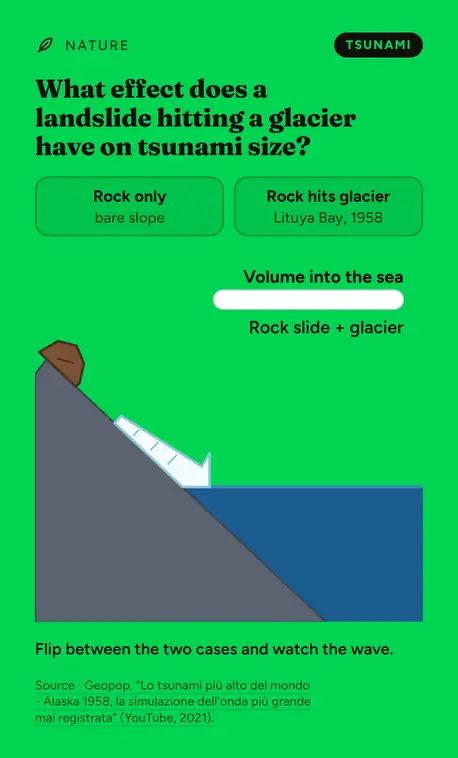 NATURE
TSUNAMI
What effect does a
landslide hitting a glacier
have on tsunami size?
Rock only
bare slope
Rock hits glacier
Lituya Bay, 1958
Volume into the sea
Rock slide + glacier
Flip between the two cases and watch the wave.
Source · Geopop, “Lo tsunami più alto del mondo
- Alaska 1958, la simulazione dell'onda più grande
mai registrata” (YouTube, 2021).